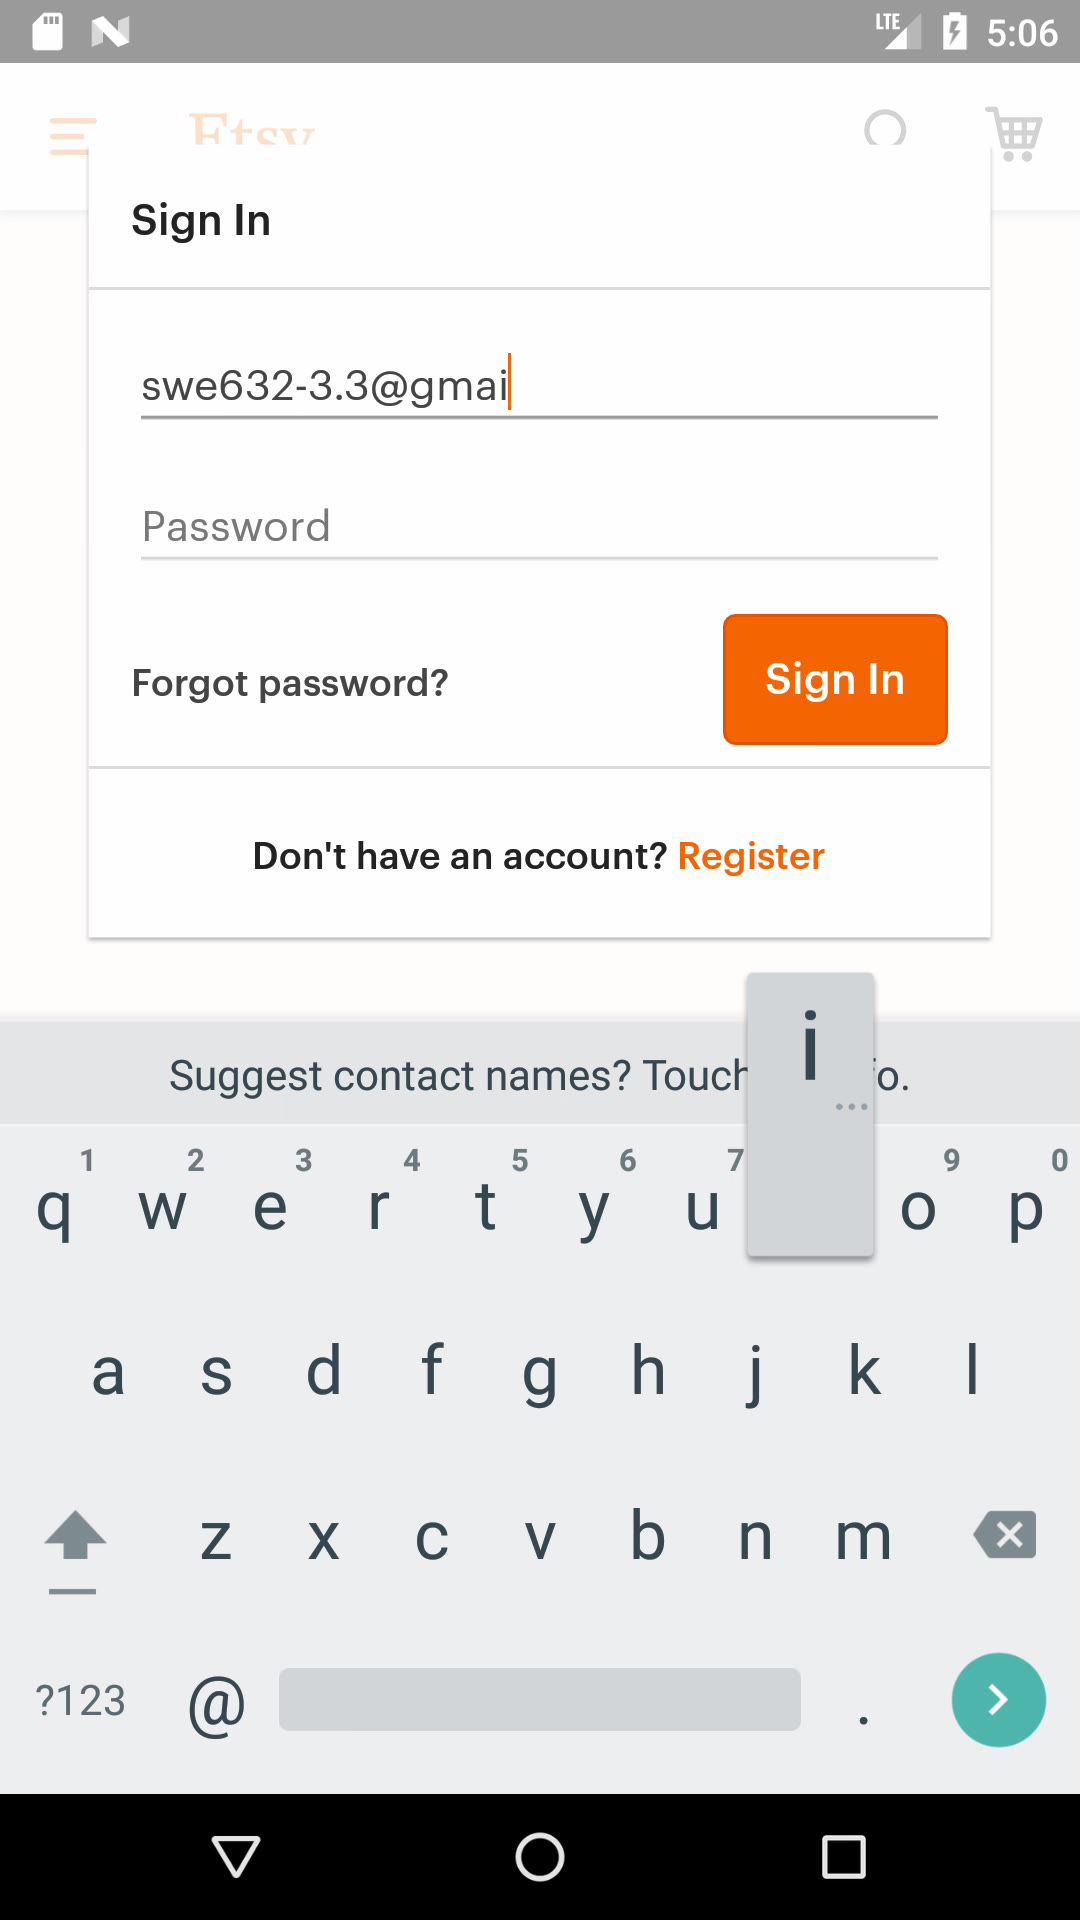 LTE 5:06
Etsy
Sign In
swe632-3.3@gmai
Password
Forgot password? Sign In
Don't have an account? Register
Suggest contact names? Touch fo.
i
...
1 2 3 4 5 6 7 9 0
q w e r t y u o p
a s d f g h j k l
z x c v b n m
?123 @ .